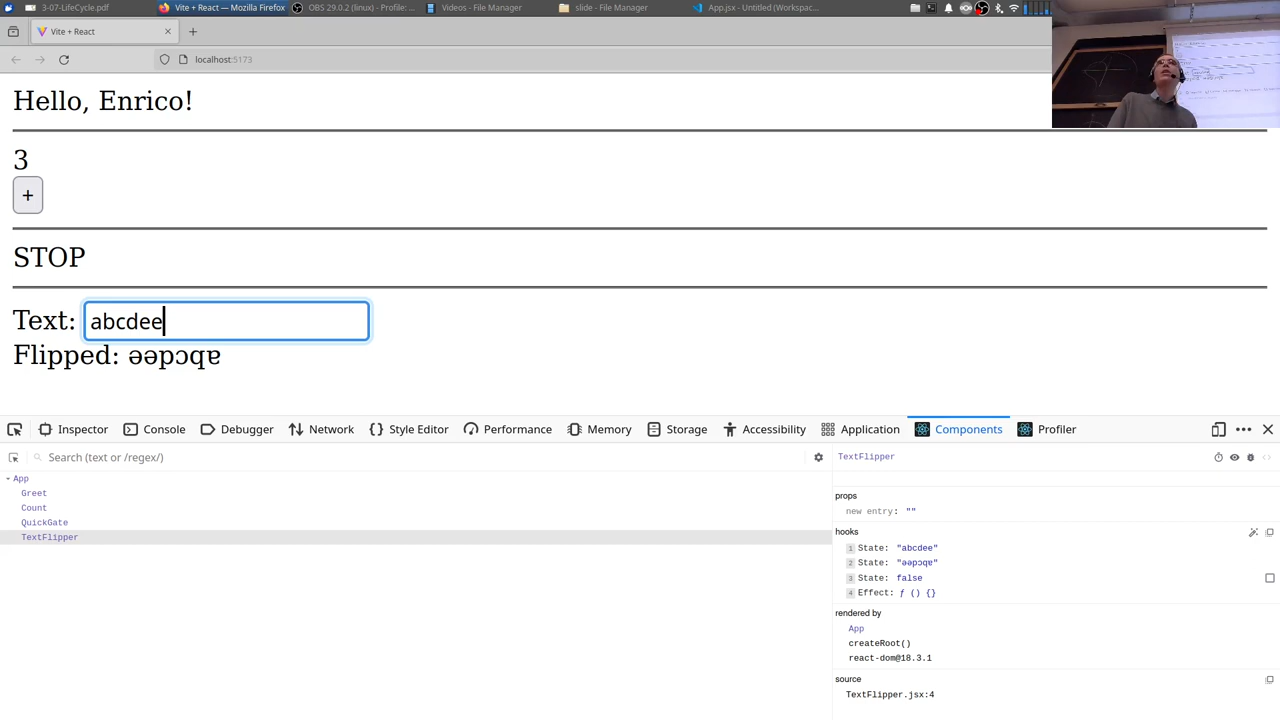 3-07-LifeCycle.pdf
Vite + React — Mozilla Firefox
OBS 29.0.2 (linux) - Profile: ...
Videos - File Manager
slide - File Manager
App.jsx - Untitled (Workspac...
Vite + React
localhost:5173
Hello, Enrico!
3
+
STOP
Text: abcdee
Flipped: ǝǝpɔqɐ
Inspector
Console
Debugger
Network
Style Editor
Performance
Memory
Storage
Accessibility
Application
Components
Profiler
Search (text or /regex/)
TextFlipper
App
Greet
Count
QuickGate
TextFlipper
props
new entry: ""
hooks
1 State: "abcdee"
2 State: "ǝǝpɔqɐ"
3 State: false
4 Effect: ƒ () {}
rendered by
App
createRoot()
react-dom@18.3.1
source
TextFlipper.jsx:4